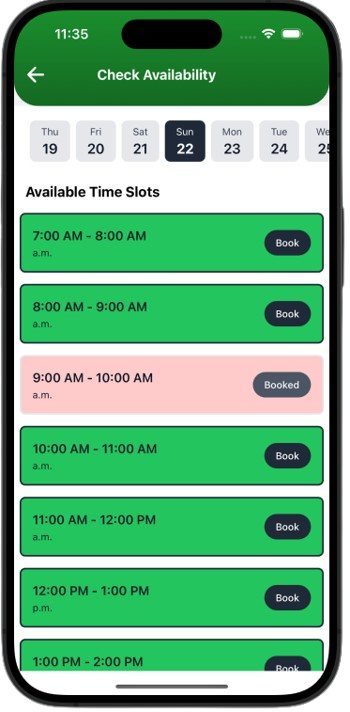 11:35
Check Availability
Thu Fri Sat Sun Mon Tue We
19 20 21 22 23 24 25
Available Time Slots
7:00 AM - 8:00 AM
a.m.
Book
8:00 AM - 9:00 AM
a.m.
Book
9:00 AM - 10:00 AM
a.m.
Booked
10:00 AM - 11:00 AM
a.m.
Book
11:00 AM - 12:00 PM
a.m.
Book
12:00 PM - 1:00 PM
p.m.
Book
1:00 PM - 2:00 PM
Book